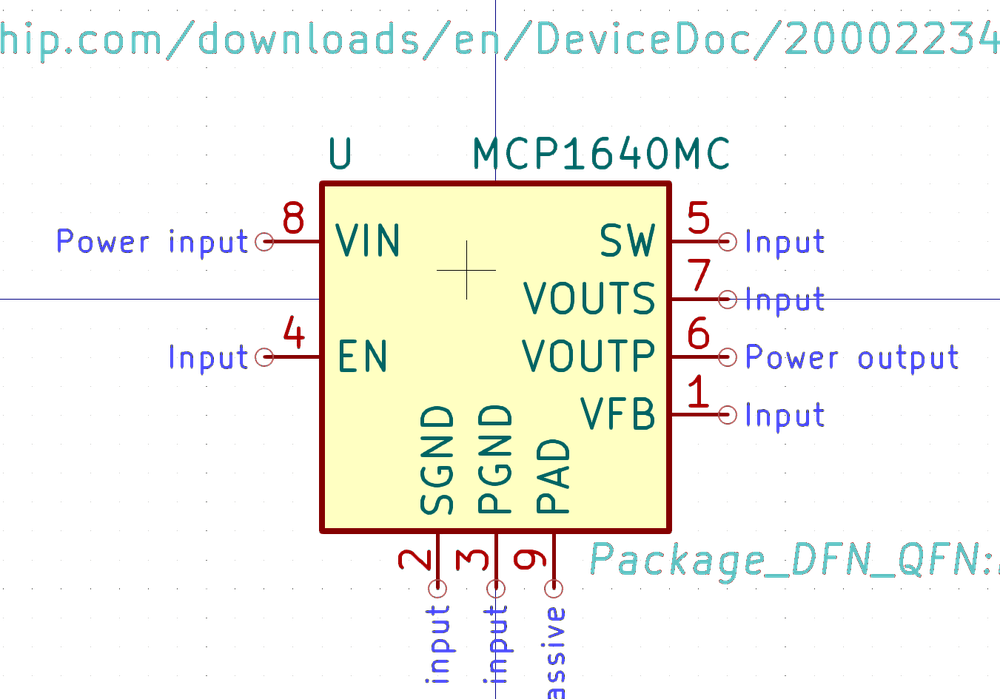 hip.com/downloads/en/DeviceDoc/20002234
U MCP1640MC
8 5
Power input VIN SW Input
7
VOUTS Input
4 6
Input EN VOUTP Power output
1
VFB Input
SGND PGND PAD
2 3 9
Package_DFN_QFN:
input input assive